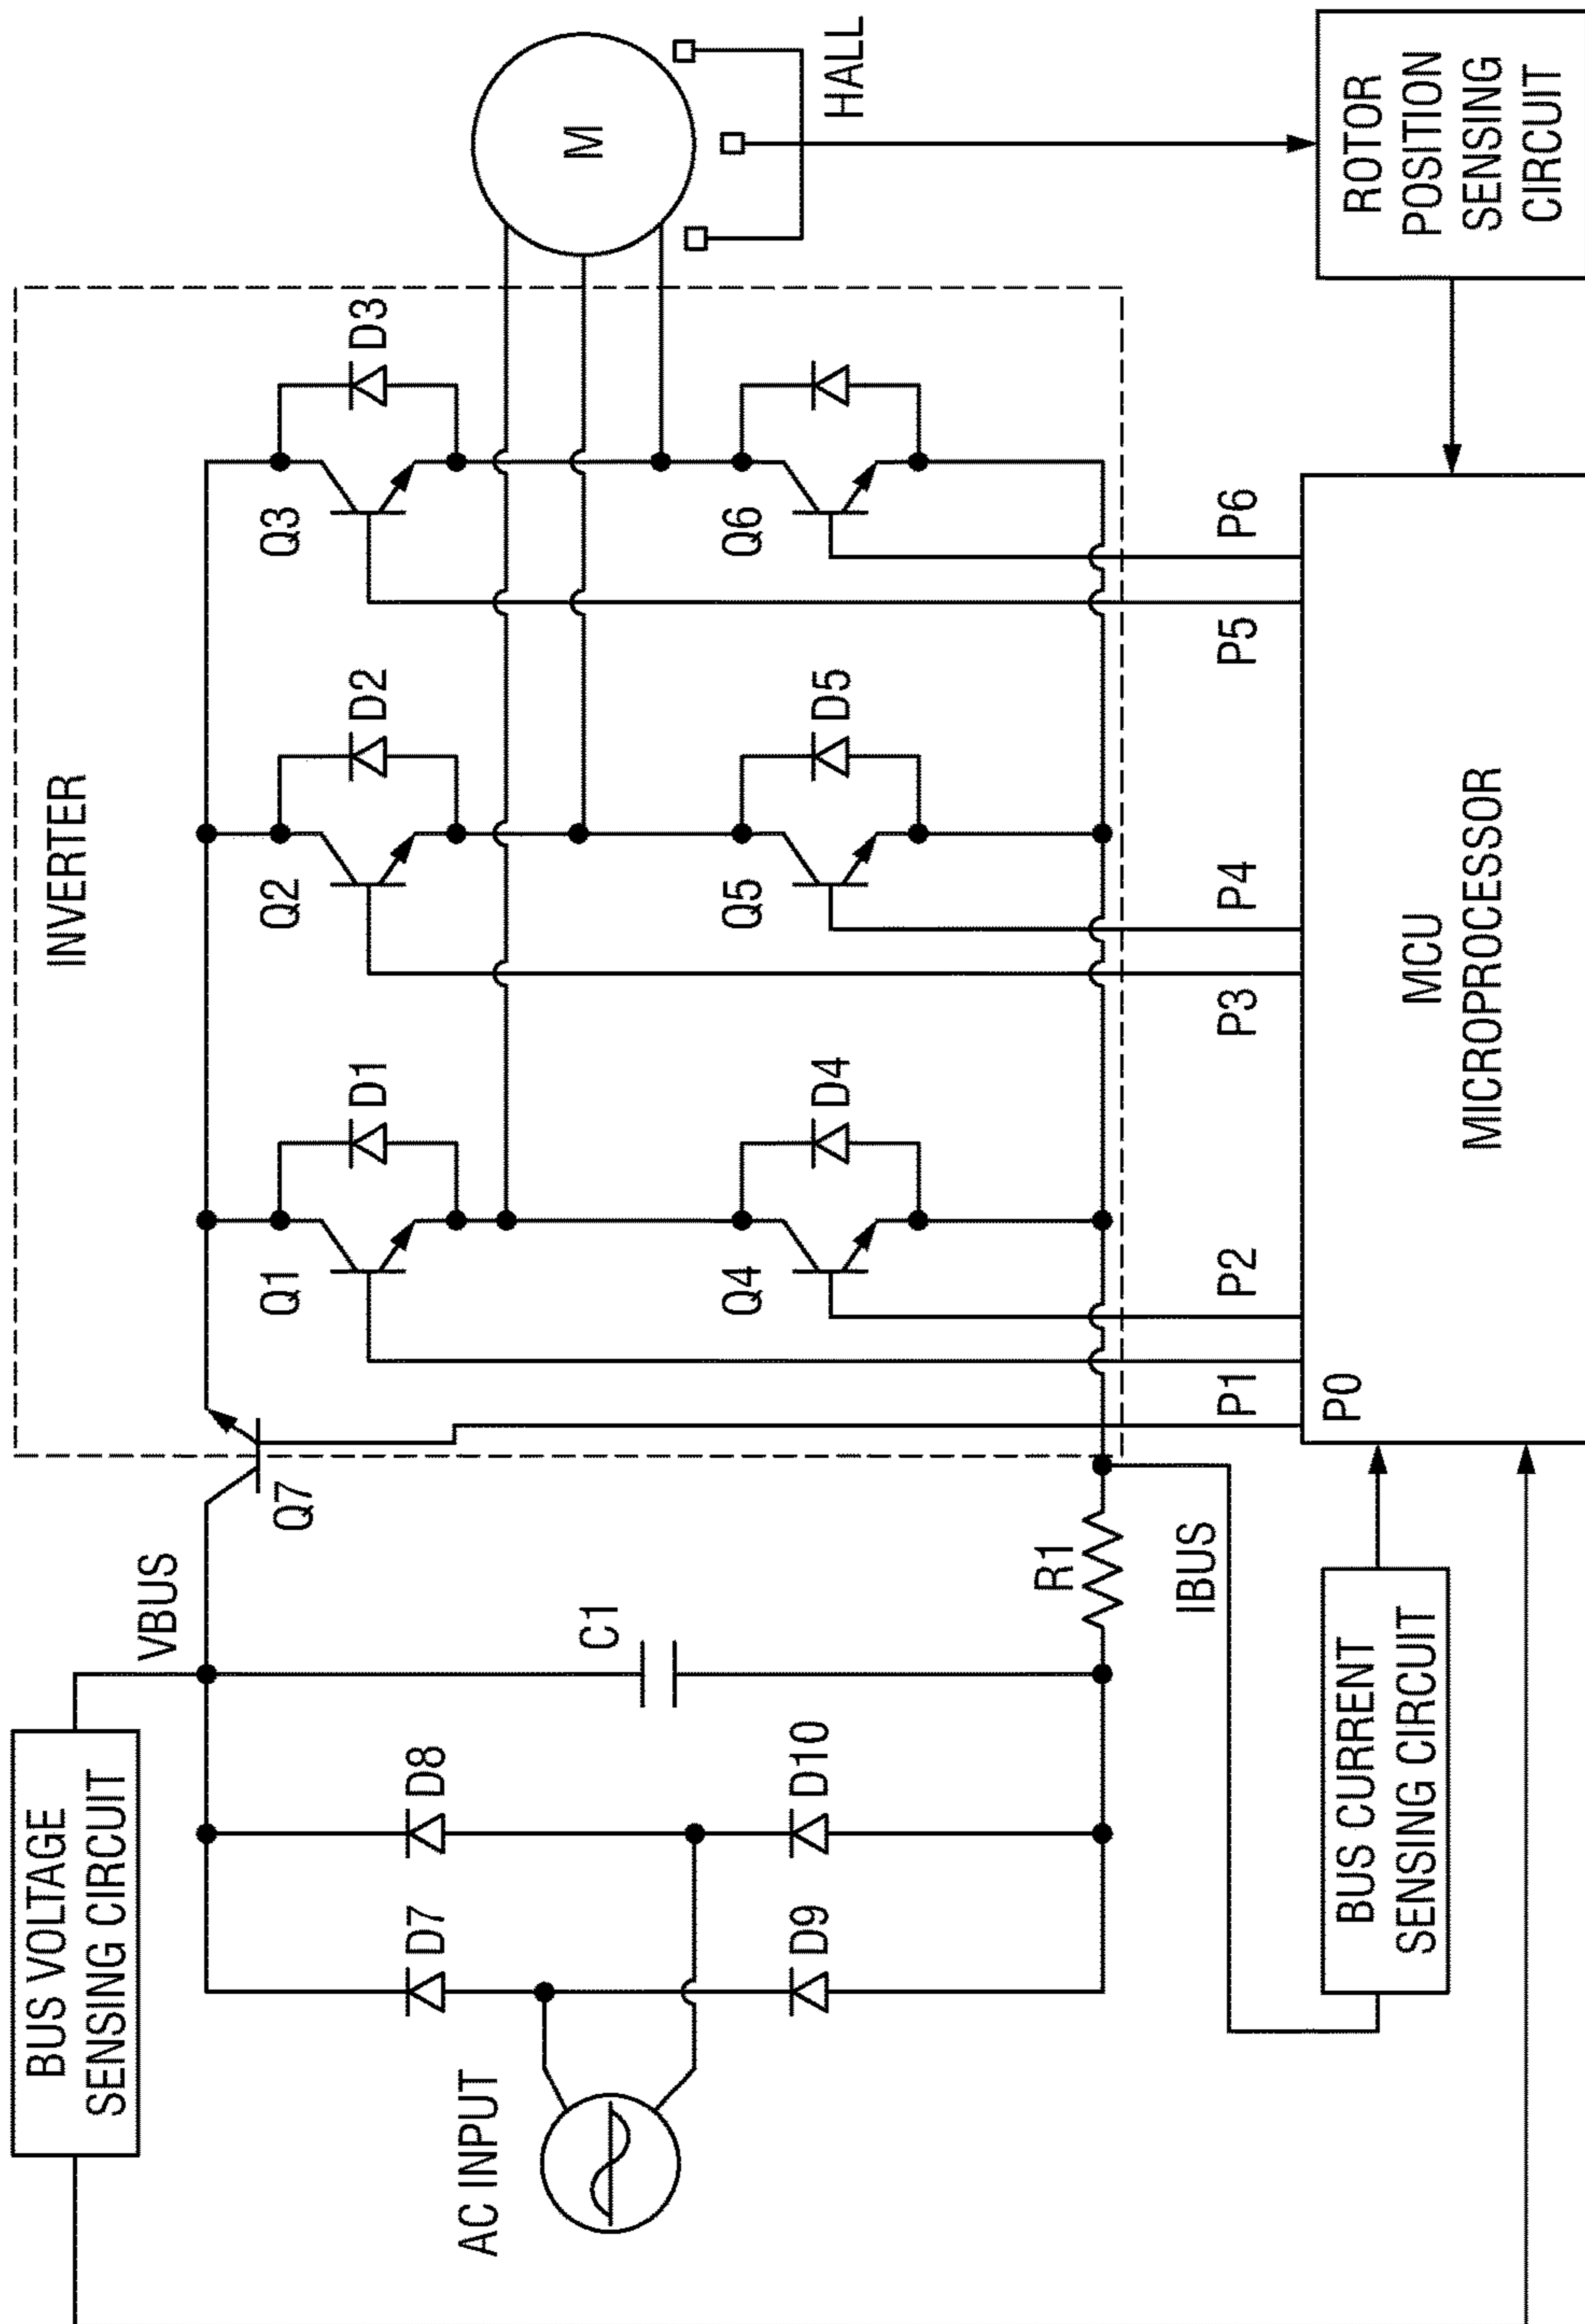 BUS VOLTAGE
SENSING CIRCUIT
VBUS
INVERTER
AC INPUT
D7
D8
D9
D10
C1
R1
IBUS
Q7
Q1
D1
Q2
D2
Q3
D3
Q4
D4
Q5
D5
Q6
M
HALL
BUS CURRENT
SENSING CIRCUIT
P0
P1
P2
P3
P4
P5
P6
MCU
MICROPROCESSOR
ROTOR
POSITION
SENSING
CIRCUIT